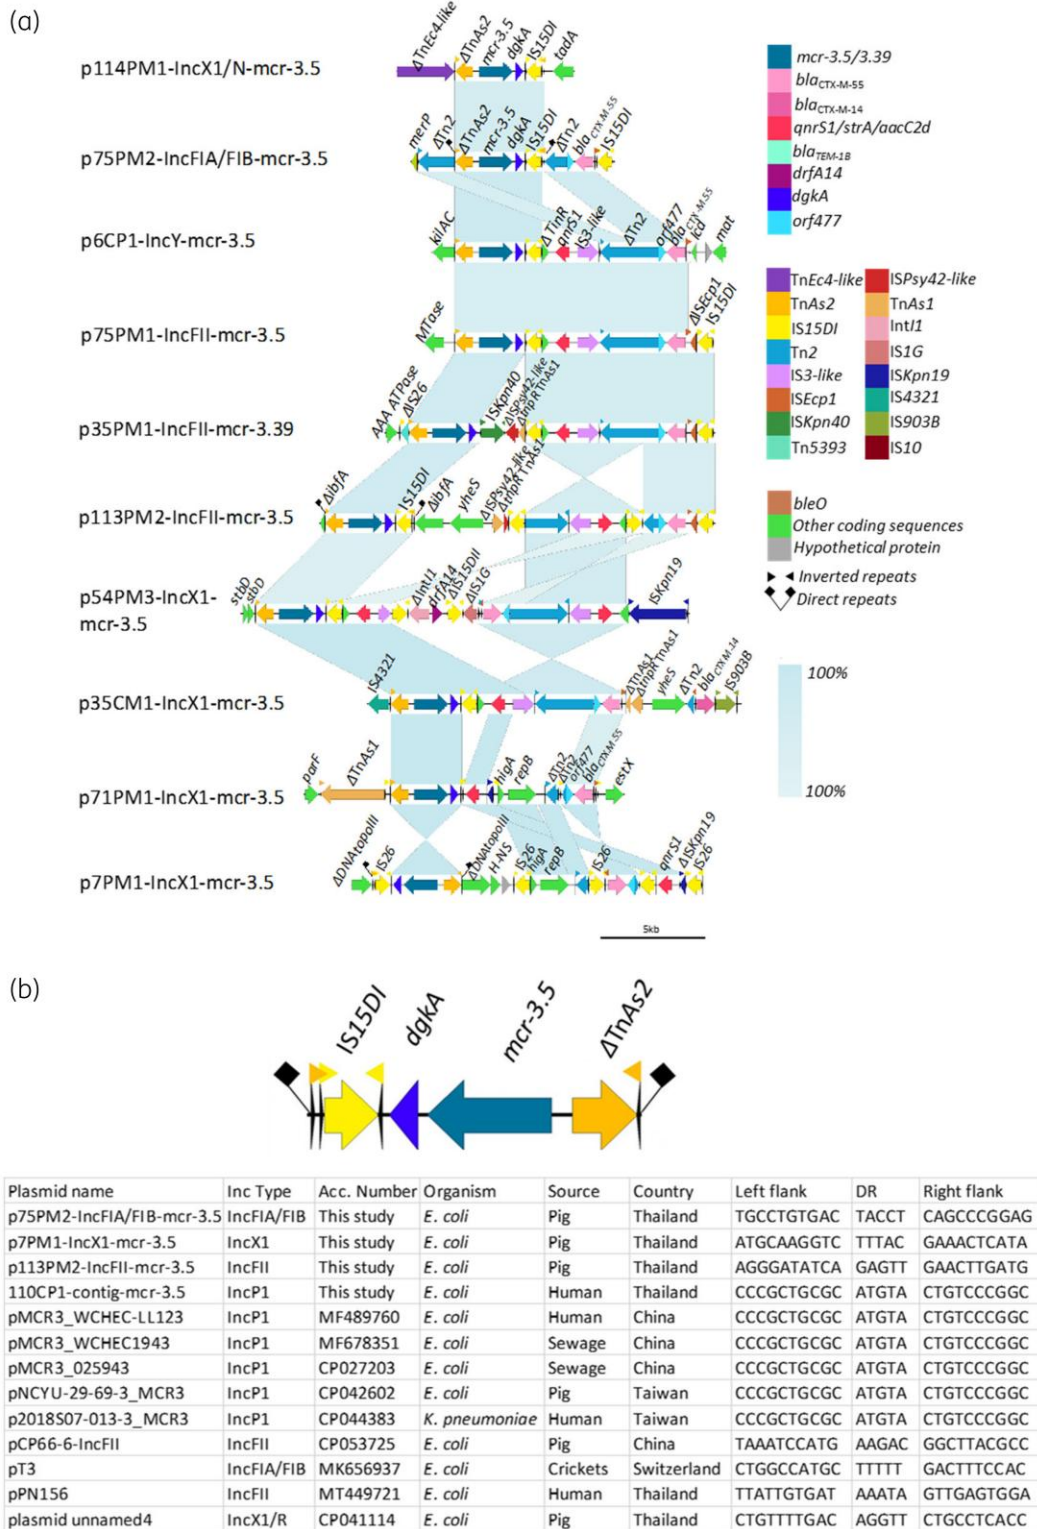 (a)
ΔTnEc4-like
ΔTnAs2
mcr-3.5
dgkA
IS15DI
tadA
p114PM1-IncX1/N-mcr-3.5
merP
ΔTn2
ΔTnAs2
mcr-3.5
dgkA
IS15DI
ΔTn2
blaCTX-M-55
IS15DI
p75PM2-IncFIA/FIB-mcr-3.5
kilAC
ΔTinR
qnrS1
IS3-like
ΔTn2
orf477
blaCTX-M-55
icd
mat
p6CP1-IncY-mcr-3.5
MTase
ΔISEcp1
IS15DI
p75PM1-IncFII-mcr-3.5
AAA ATPase
ΔIS26
ISKpn40
ΔISPsy42-like
ΔtnpR TnAs1
p35PM1-IncFII-mcr-3.39
ΔibfA
IS15DI
ΔibfA
yheS
ΔISPsy42-like
ΔtnpR TnAs1
p113PM2-IncFII-mcr-3.5
stbD
stbD
ΔIntI1
drfA14
ΔIS15DII
ΔIS1G
ISKpn19
p54PM3-IncX1-
mcr-3.5
IS4321
ΔTnAs1
ΔtnpR TnAs1
yheS
ΔTn2
blaCTX-M-14
IS903B
p35CM1-IncX1-mcr-3.5
parF
ΔTnAs1
higA
repB
ΔTn2
ΔTn2
orf477
blaCTX-M-55
estX
p71PM1-IncX1-mcr-3.5
ΔDNAtopoIII
IS26
ΔDNAtopoIII
H-NS
IS26
higA
repB
IS26
qnrS1
ΔISKpn19
IS26
p7PM1-IncX1-mcr-3.5
5kb
mcr-3.5/3.39
blaCTX-M-55
blaCTX-M-14
qnrS1/strA/aacC2d
blaTEM-1B
drfA14
dgkA
orf477
TnEc4-like ISPsy42-like
TnAs2 TnAs1
IS15DI IntI1
Tn2 IS1G
IS3-like ISKpn19
ISEcp1 IS4321
ISKpn40 IS903B
Tn5393 IS10
bleO
Other coding sequences
Hypothetical protein
Inverted repeats
Direct repeats
100%
100%
(b)
IS15DI
dgkA
mcr-3.5
ΔTnAs2
Plasmid name Inc Type Acc. Number Organism Source Country Left flank DR Right flank
p75PM2-IncFIA/FIB-mcr-3.5 IncFIA/FIB This study E. coli Pig Thailand TGCCTGTGAC TACCT CAGCCCGGAG
p7PM1-IncX1-mcr-3.5 IncX1 This study E. coli Pig Thailand ATGCAAGGTC TTTAC GAAACTCATA
p113PM2-IncFII-mcr-3.5 IncFII This study E. coli Pig Thailand AGGGATATCA GAGTT GAACTTGATG
110CP1-contig-mcr-3.5 IncP1 This study E. coli Human Thailand CCCGCTGCGC ATGTA CTGTCCCGGC
pMCR3_WCHEC-LL123 IncP1 MF489760 E. coli Human China CCCGCTGCGC ATGTA CTGTCCCGGC
pMCR3_WCHEC1943 IncP1 MF678351 E. coli Sewage China CCCGCTGCGC ATGTA CTGTCCCGGC
pMCR3_025943 IncP1 CP027203 E. coli Sewage China CCCGCTGCGC ATGTA CTGTCCCGGC
pNCYU-29-69-3_MCR3 IncP1 CP042602 E. coli Pig Taiwan CCCGCTGCGC ATGTA CTGTCCCGGC
p2018S07-013-3_MCR3 IncP1 CP044383 K. pneumoniae Human Taiwan CCCGCTGCGC ATGTA CTGTCCCGGC
pCP66-6-IncFII IncFII CP053725 E. coli Pig China TAAATCCATG AAGAC GGCTTACGCC
pT3 IncFIA/FIB MK656937 E. coli Crickets Switzerland CTGGCCATGC TTTTT GACTTTCCAC
pPN156 IncFII MT449721 E. coli Human Thailand TTATTGTGAT AAATA GTTGAGTGGA
plasmid unnamed4 IncX1/R CP041114 E. coli Pig Thailand CTGTTTTGAC AGGTT CTGCCTCACC